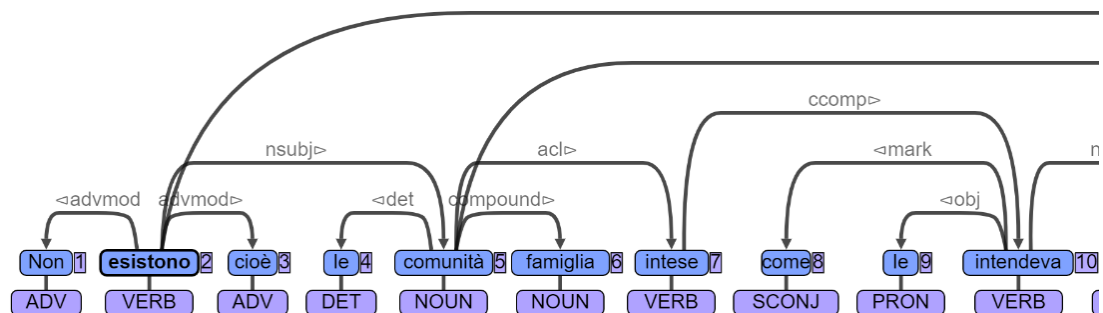 ccomp▻
nsubj▻ acl▻ ◅mark n
◅advmod advmod▻ ◅det compound▻ ◅obj
Non 1 esistono 2 cioè 3 le 4 comunità 5 famiglia 6 intese 7 come 8 le 9 intendeva 10
ADV VERB ADV DET NOUN NOUN VERB SCONJ PRON VERB